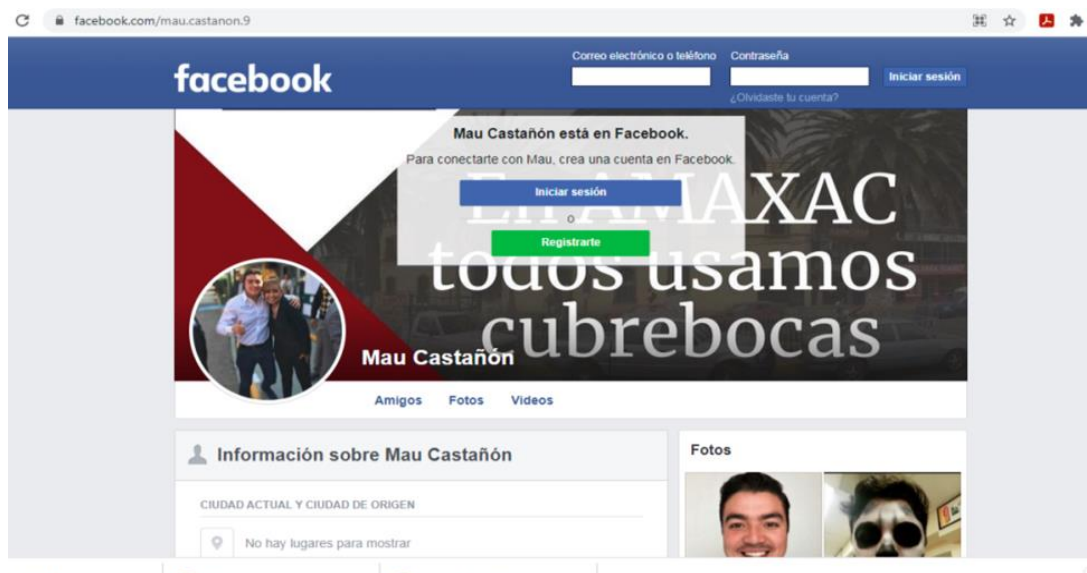 facebook.com/mau.castanon.9
Correo electrónico o teléfono
Contraseña
facebook
Iniciar sesión
¿Olvidaste tu cuenta?
Mau Castañón está en Facebook.
Para conectarte con Mau, crea una cuenta en Facebook.
Iniciar sesión
o
Registrarte
En AMAXAC
todos usamos
cubrebocas
Mau Castañón
Amigos Fotos Videos
Información sobre Mau Castañón
CIUDAD ACTUAL Y CIUDAD DE ORIGEN
No hay lugares para mostrar
Fotos